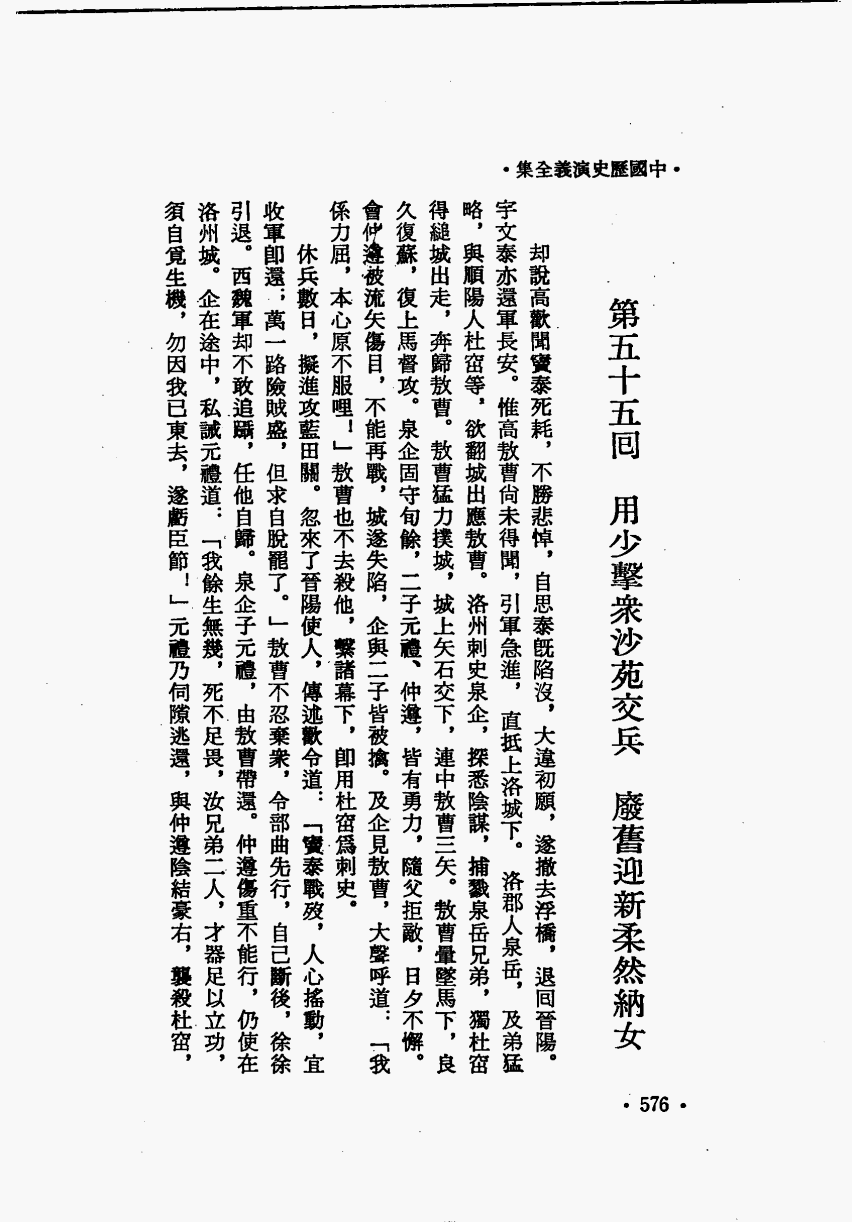 •中國歷史演義全集•
第五十五回　用少擊衆沙苑交兵　廢舊迎新柔然納女
却說高歡聞竇泰死耗，不勝悲悼，自思泰既陷沒，大違初願，遂撤去浮橋，退回晉陽。
宇文泰亦還軍長安。惟高敖曹尙未得聞，引軍急進，直抵上洛城下。洛郡人泉岳，及弟猛
略，與順陽人杜窋等，欲翻城出應敖曹。洛州刺史泉企，探悉陰謀，捕戮泉岳兄弟，獨杜窋
得縋城出走，奔歸敖曹。敖曹猛力撲城，城上矢石交下，連中敖曹三矢。敖曹暈墜馬下，良
久復蘇，復上馬督攻。泉企固守旬餘，二子元禮、仲遵，皆有勇力，隨父拒敵，日夕不懈。
會仲遵被流矢傷目，不能再戰，城遂失陷，企與二子皆被擒。及企見敖曹，大聲呼道：「我
係力屈，本心原不服哩！」敖曹也不去殺他，繫諸幕下，卽用杜窋爲刺史。
休兵數日，擬進攻藍田關。忽來了晉陽使人，傳述歡令道：「竇泰戰歿，人心搖動，宜
收軍卽還；萬一路險賊盛，但求自脫罷了。」敖曹不忍棄衆，令部曲先行，自己斷後，徐徐
引退。西魏軍却不敢追躡，任他自歸。泉企子元禮，由敖曹帶還。仲遵傷重不能行，仍使在
洛州城。企在途中，私誡元禮道：「我餘生無幾，死不足畏，汝兄弟二人，才器足以立功，
須自覓生機，勿因我已東去，遂虧臣節！」元禮乃伺隙逃還，與仲遵陰結豪右，襲殺杜窋，
•576•